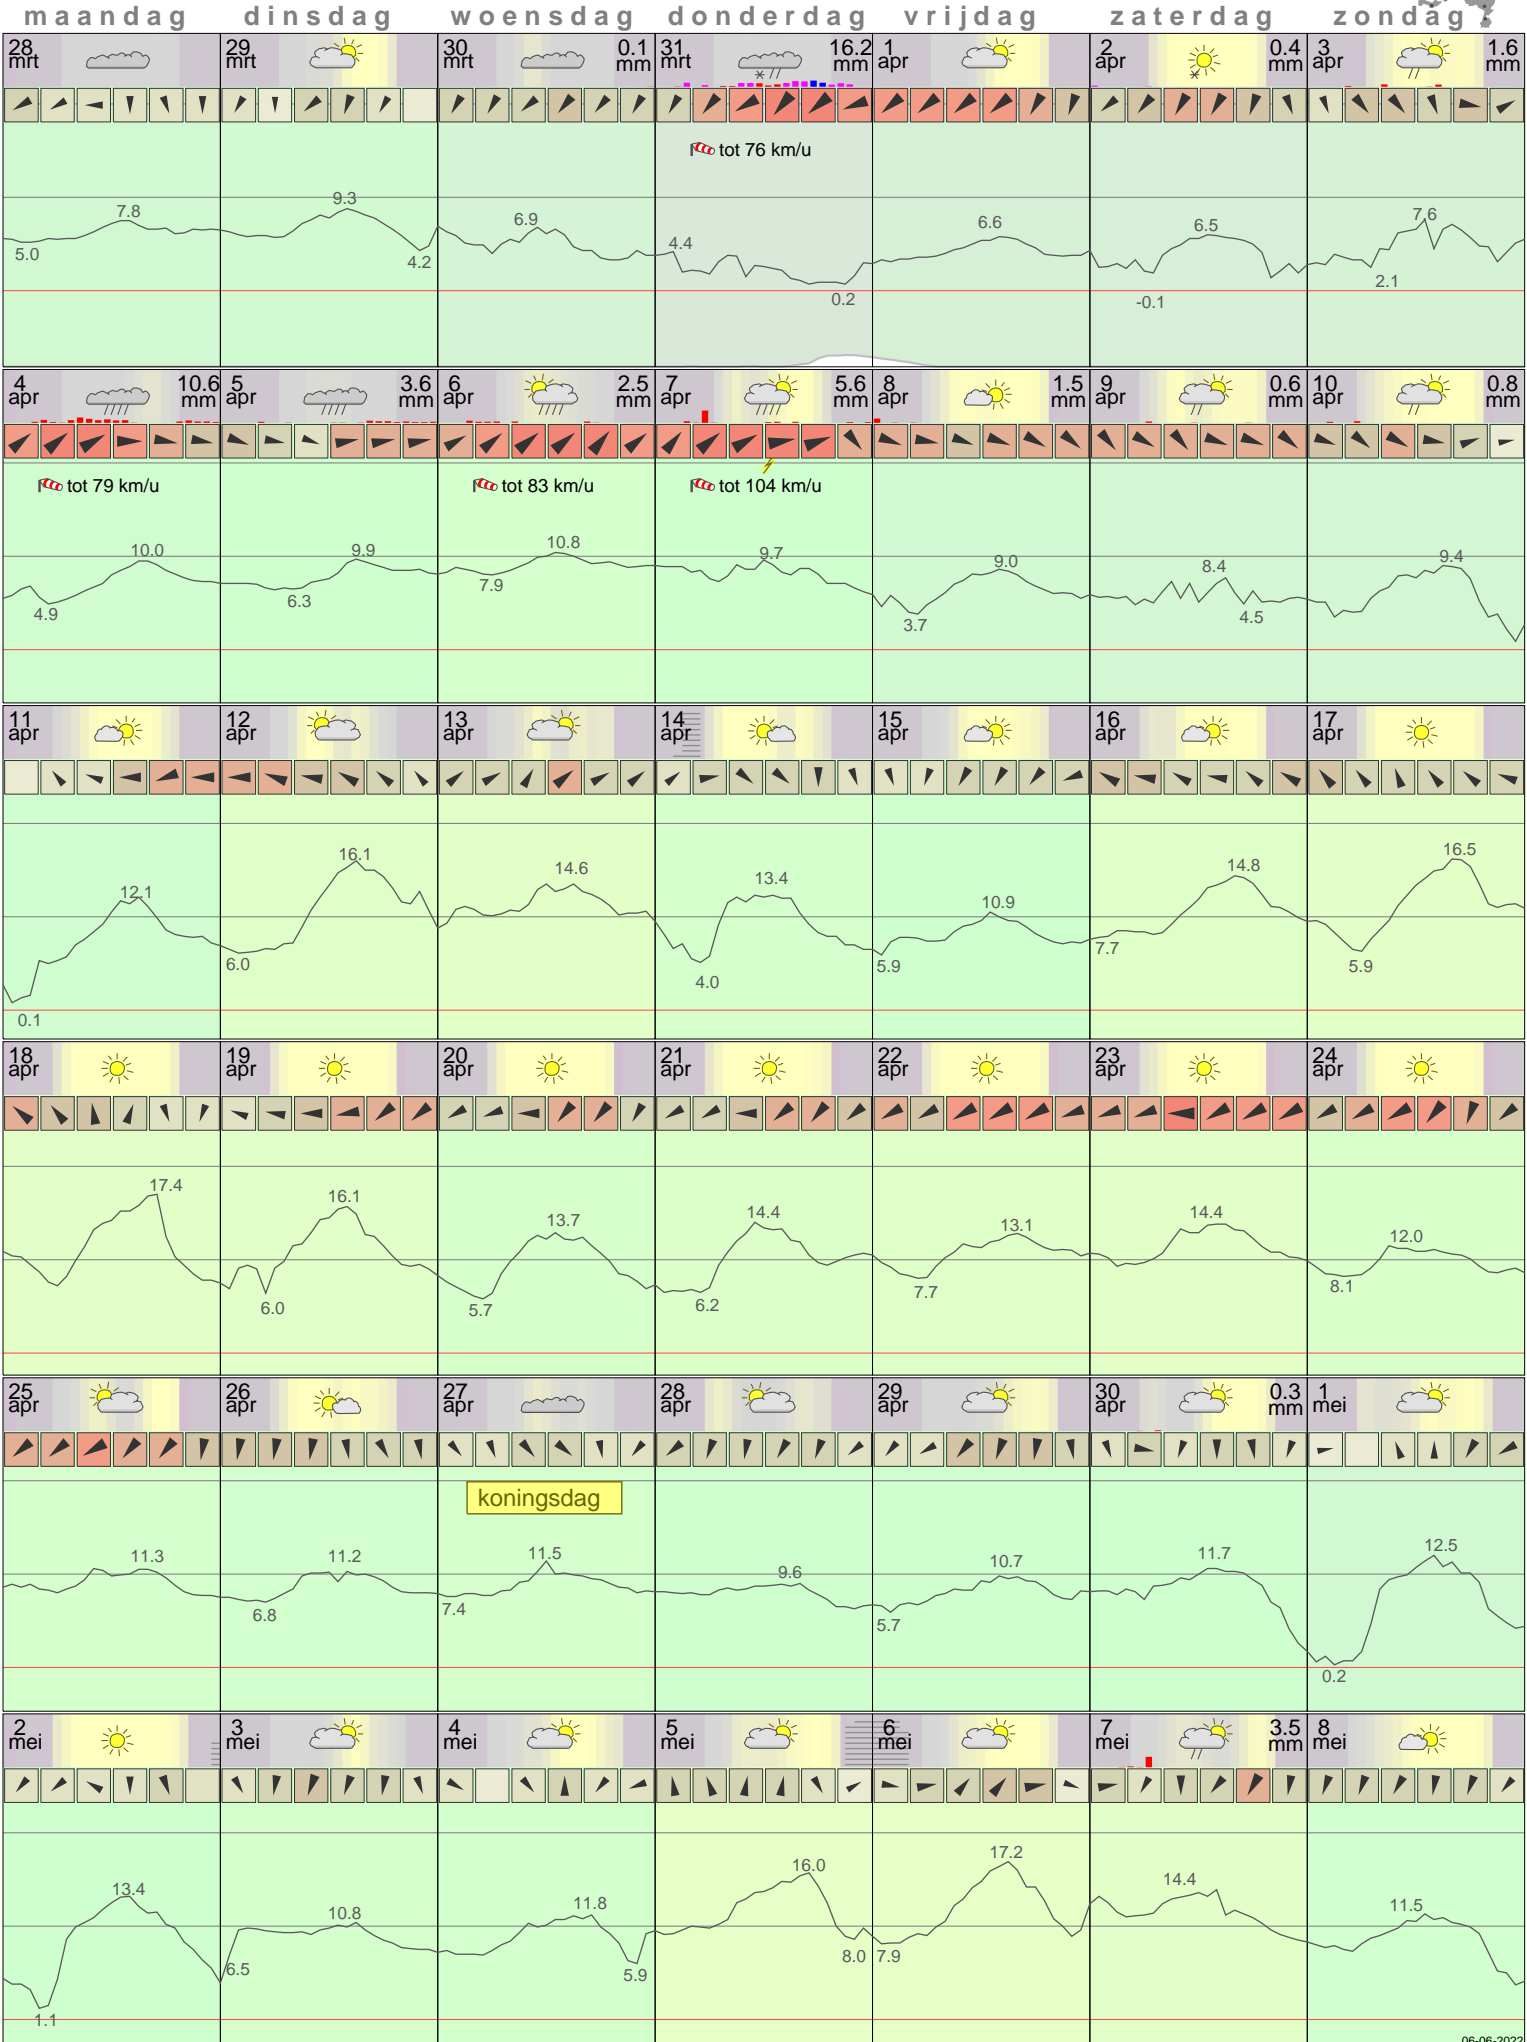 maandag dinsdag woensdag donderdag vrijdag zaterdag zondag
28 29 30 0.1 31 16.2 1 2 0.4 3 1.6
mrt mrt mrt mm mrt mm apr apr mm apr mm
tot 76 km/u
7.8 9.3 6.9 4.4 6.6 6.5 7.6
5.0 4.2 0.2 -0.1 2.1
4 10.6 5 3.6 6 2.5 7 5.6 8 1.5 9 0.6 10 0.8
apr mm apr mm apr mm apr mm apr mm apr mm apr mm
tot 79 km/u tot 83 km/u tot 104 km/u
10.0 9.9 10.8 9.7 9.0 8.4 9.4
4.9 6.3 7.9 3.7 4.5
11 12 13 14 15 16 17
apr apr apr apr apr apr apr
12.1 16.1 14.6 13.4 10.9 14.8 16.5
0.1 6.0 4.0 5.9 7.7 5.9
18 19 20 21 22 23 24
apr apr apr apr apr apr apr
17.4 16.1 13.7 14.4 13.1 14.4 12.0
6.0 5.7 6.2 7.7 8.1
25 26 27 28 29 30 0.3 1
apr apr apr apr apr apr mm mei
koningsdag
11.3 11.2 11.5 9.6 10.7 11.7 12.5
6.8 7.4 5.7 0.2
2 3 4 5 6 7 3.5 8
mei mei mei mei mei mei mm mei
13.4 10.8 11.8 16.0 17.2 14.4 11.5
1.1 6.5 5.9 8.0 7.9
06-06-2022